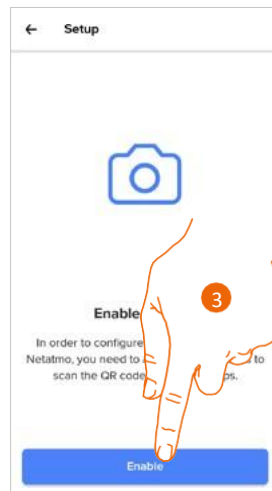 ← Setup
Enable
In order to configure
Netatmo, you need to to
scan the QR code ps.
3
Enable